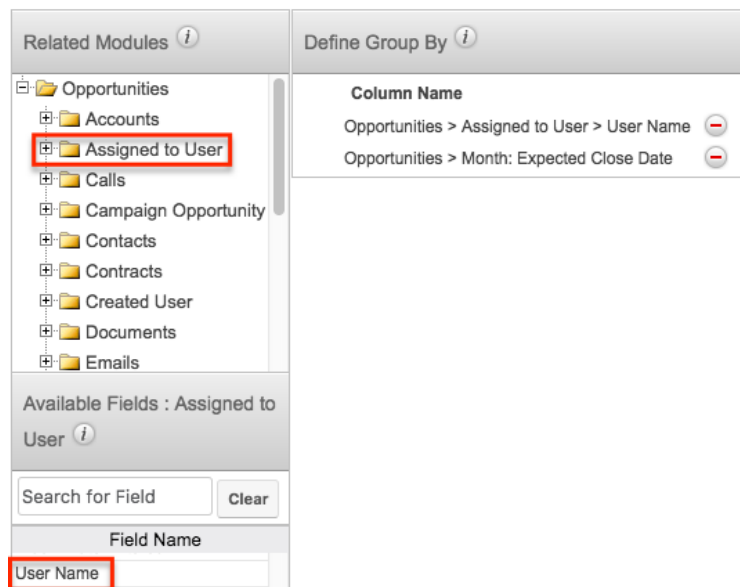 Related Modules i
Define Group By i
Opportunities
Accounts
Assigned to User
Calls
Campaign Opportunity
Contacts
Contracts
Created User
Documents
Emails
Column Name
Opportunities > Assigned to User > User Name
Opportunities > Month: Expected Close Date
Available Fields : Assigned to
User i
Search for Field
Clear
Field Name
User Name